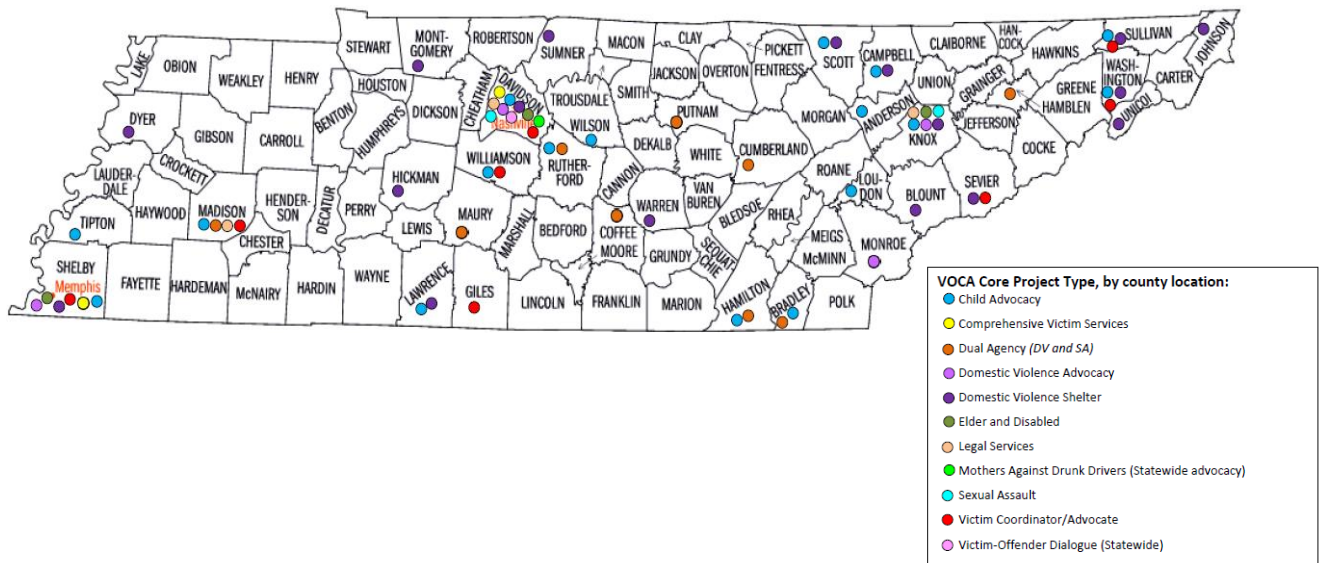 LAKE
OBION
WEAKLEY
HENRY
STEWART
MONT-
GOMERY
ROBERTSON
SUMNER
MACON
CLAY
PICKETT
SCOTT
CAMPBELL
CLAIBORNE
HAN-
COCK
HAWKINS
SULLIVAN
JOHNSON
DYER
GIBSON
CARROLL
BENTON
HOUSTON
HUMPHREYS
DICKSON
CHEATHAM
DAVIDSON
Nashville
TROUSDALE
SMITH
JACKSON
OVERTON
FENTRESS
MORGAN
ANDERSON
UNION
GRAINGER
HAMBLEN
GREENE
WASH-
INGTON
CARTER
UNICOI
LAUDER-
DALE
CROCKETT
WILSON
PUTNAM
KNOX
JEFFERSON
COCKE
TIPTON
HAYWOOD
MADISON
HENDER-
SON
DECATUR
PERRY
HICKMAN
WILLIAMSON
RUTHER-
FORD
CANNON
DEKALB
WHITE
CUMBERLAND
ROANE
LOU-
DON
BLOUNT
SEVIER
CHESTER
LEWIS
MAURY
MARSHALL
BEDFORD
COFFEE
WARREN
VAN
BUREN
BLEDSOE
RHEA
MEIGS
McMINN
MONROE
SHELBY
Memphis
FAYETTE
HARDEMAN
McNAIRY
HARDIN
WAYNE
LAWRENCE
GILES
LINCOLN
MOORE
FRANKLIN
GRUNDY
MARION
SEQUAT-
CHIE
HAMILTON
BRADLEY
POLK
VOCA Core Project Type, by county location:
Child Advocacy
Comprehensive Victim Services
Dual Agency (DV and SA)
Domestic Violence Advocacy
Domestic Violence Shelter
Elder and Disabled
Legal Services
Mothers Against Drunk Drivers (Statewide advocacy)
Sexual Assault
Victim Coordinator/Advocate
Victim-Offender Dialogue (Statewide)